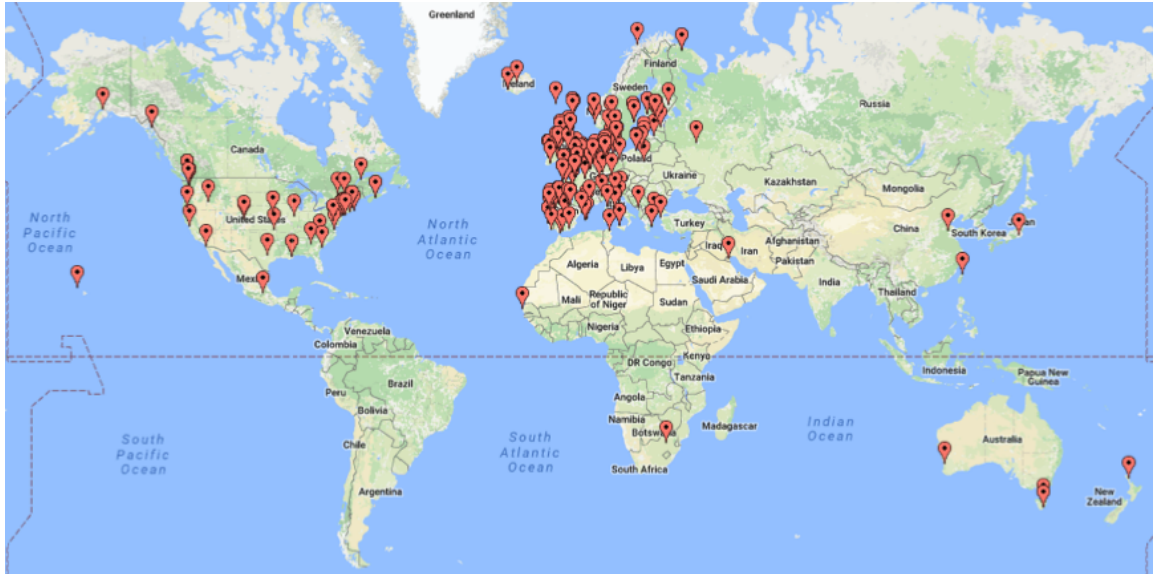 Greenland
Finland
Sweden
Russia
Canada
Poland
Ukraine
Kazakhstan
Mongolia
North
Pacific
Ocean
United States
North
Atlantic
Ocean
Turkey
China
South Korea
Iraq
Iran
Afghanistan
Pakistan
Algeria
Libya
Egypt
Saudi Arabia
India
Mali
Republic
of Niger
Sudan
Thailand
Nigeria
Ethiopia
Venezuela
Colombia
DR Congo
Kenya
Tanzania
Indonesia
Papua New
Guinea
Peru
Brazil
Bolivia
Angola
Namibia
Madagascar
Indian
Ocean
South
Pacific
Ocean
Chile
South
Atlantic
Ocean
South Africa
Australia
Argentina
New
Zealand